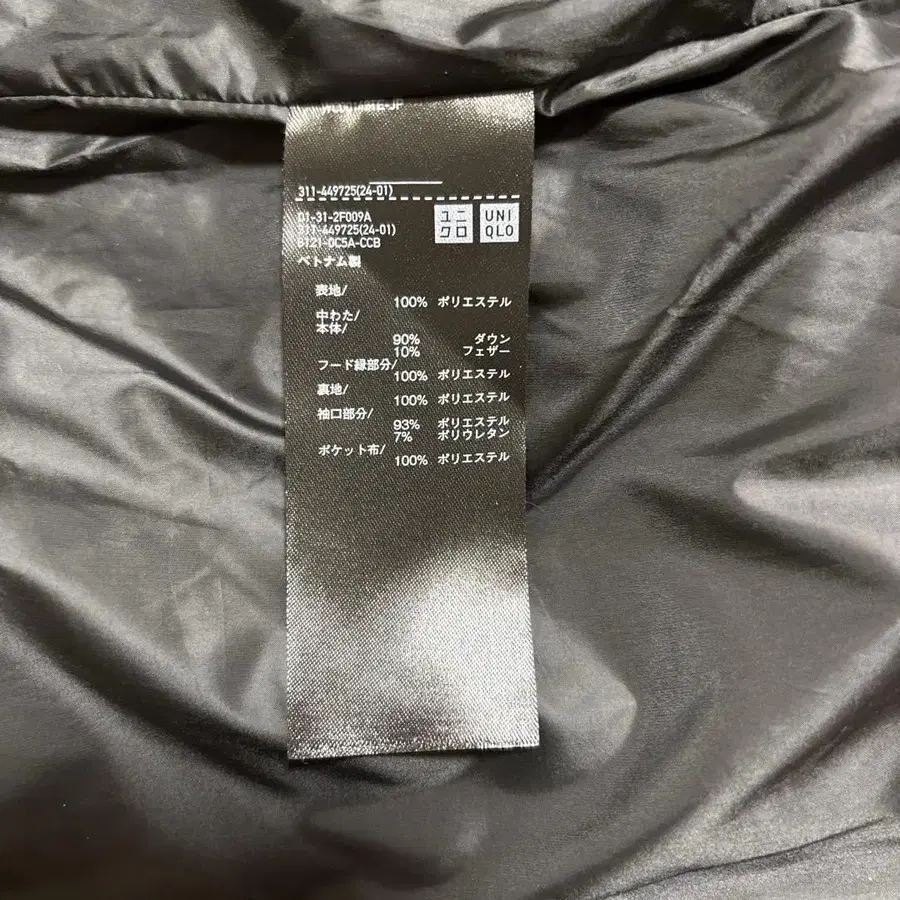 311-449725(24-01)
01-31-2F009A
311-449725(24-01)
8121-0C5A-CCB
ベトナム製
ユニ
クロ
UNI
QLO
表地/
100% ポリエステル
中わた/
本体/
90% ダウン
10% フェザー
フード縁部分/
100% ポリエステル
裏地/
100% ポリエステル
袖口部分/
93% ポリエステル
7% ポリウレタン
ポケット布/
100% ポリエステル